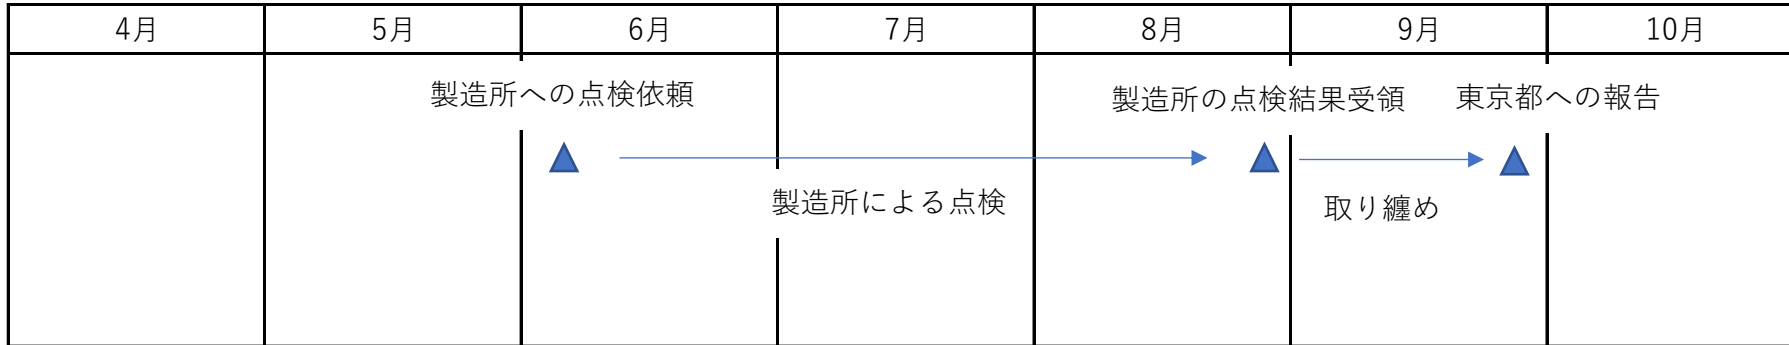 4月 5月 6月 7月 8月 9月 10月
製造所への点検依頼 製造所の点検結果受領 東京都への報告
製造所による点検 取り纏め